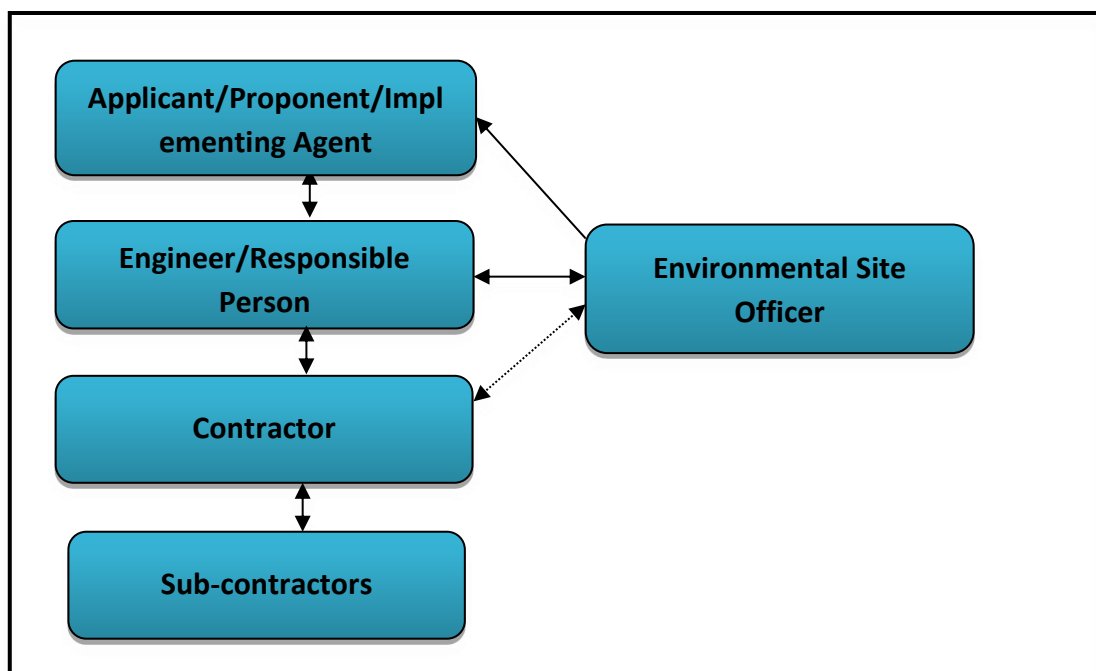 Applicant/Proponent/Impl
ementing Agent
Engineer/Responsible
Person
Environmental Site
Officer
Contractor
Sub-contractors